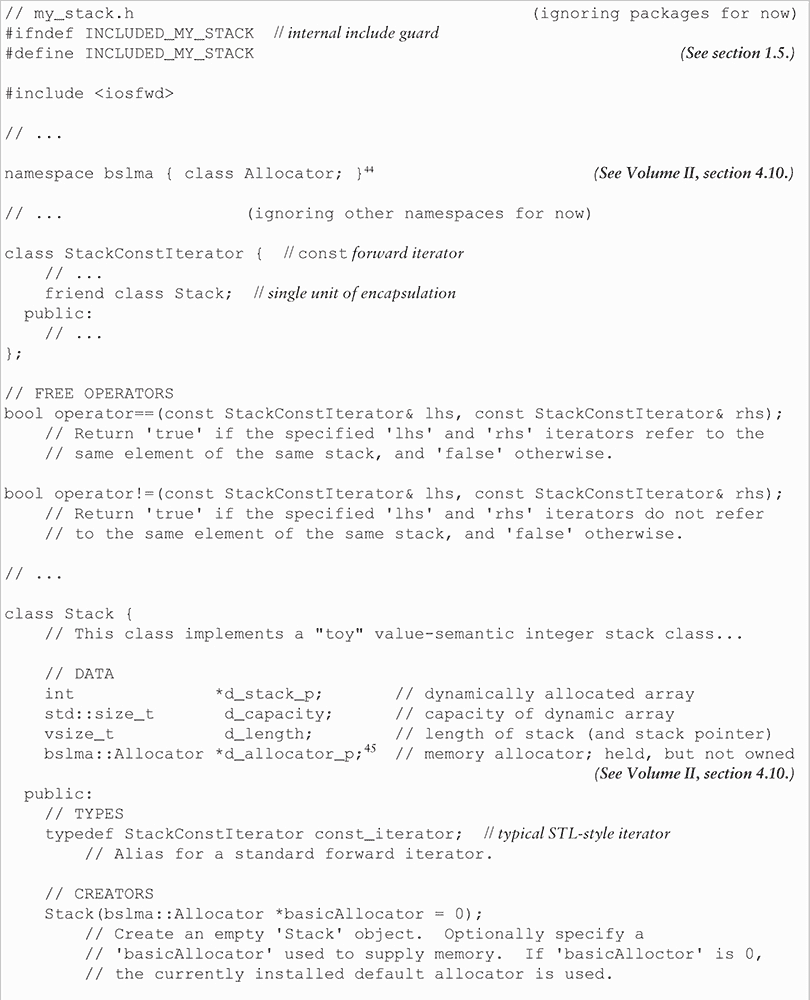 // my_stack.h (ignoring packages for now)
#ifndef INCLUDED_MY_STACK // internal include guard
#define INCLUDED_MY_STACK (See section 1.5.)
#include <iosfwd>
// ...
namespace bslma { class Allocator; }44 (See Volume II, section 4.10.)
// ... (ignoring other namespaces for now)
class StackConstIterator { // const forward iterator
// ...
friend class Stack; // single unit of encapsulation
public:
// ...
};
// FREE OPERATORS
bool operator==(const StackConstIterator& lhs, const StackConstIterator& rhs);
// Return 'true' if the specified 'lhs' and 'rhs' iterators refer to the
// same element of the same stack, and 'false' otherwise.
bool operator!=(const StackConstIterator& lhs, const StackConstIterator& rhs);
// Return 'true' if the specified 'lhs' and 'rhs' iterators do not refer
// to the same element of the same stack, and 'false' otherwise.
// ...
class Stack {
// This class implements a "toy" value-semantic integer stack class...
// DATA
int *d_stack_p; // dynamically allocated array
std::size_t d_capacity; // capacity of dynamic array
vsize_t d_length; // length of stack (and stack pointer)
bslma::Allocator *d_allocator_p;45 // memory allocator; held, but not owned
(See Volume II, section 4.10.)
public:
// TYPES
typedef StackConstIterator const_iterator; // typical STL-style iterator
// Alias for a standard forward iterator.
// CREATORS
Stack(bslma::Allocator *basicAllocator = 0);
// Create an empty 'Stack' object. Optionally specify a
// 'basicAllocator' used to supply memory. If 'basicAlloctor' is 0,
// the currently installed default allocator is used.